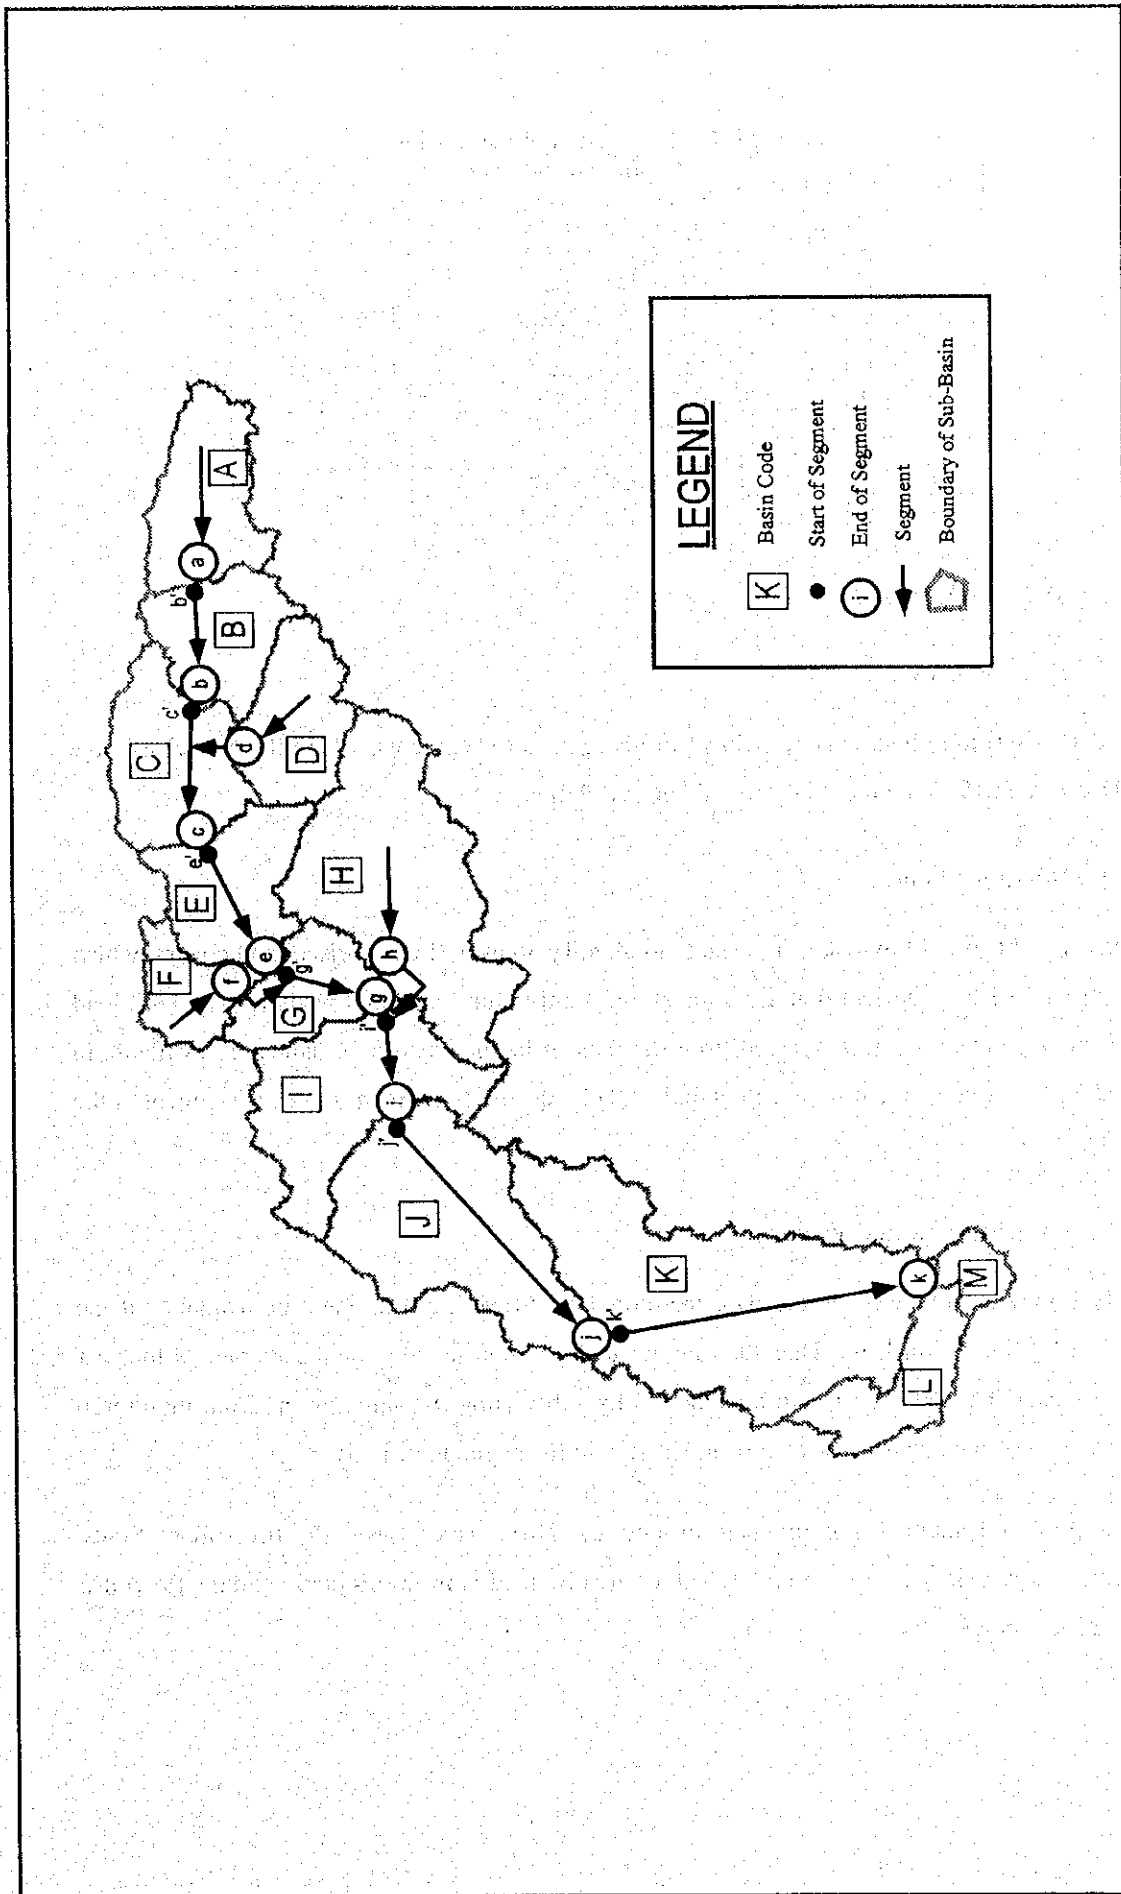 A
a
b'
B
b
c'
C
d
D
c
e'
E
H
F
f
e
g'
G
g
h
i'
I
i
j'
J
j
k'
K
k
L
M
LEGEND
K Basin Code
Start of Segment
i End of Segment
Segment
Boundary of Sub-Basin